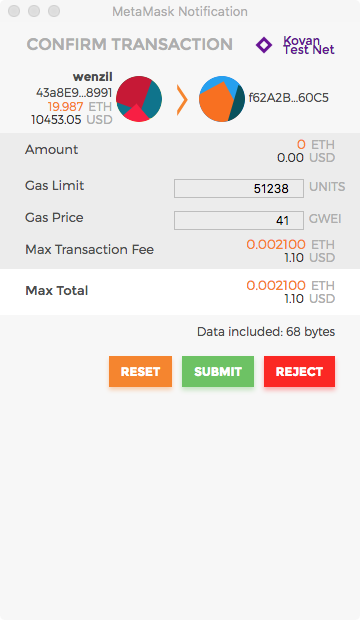 MetaMask Notification
CONFIRM TRANSACTION
Kovan
Test Net
wenzil
43a8E9...8991
19.987 ETH
10453.05 USD
f62A2B...60C5
Amount
0 ETH
0.00 USD
Gas Limit
51238 UNITS
Gas Price
41 GWEI
Max Transaction Fee
0.002100 ETH
1.10 USD
Max Total
0.002100 ETH
1.10 USD
Data included: 68 bytes
RESET SUBMIT REJECT